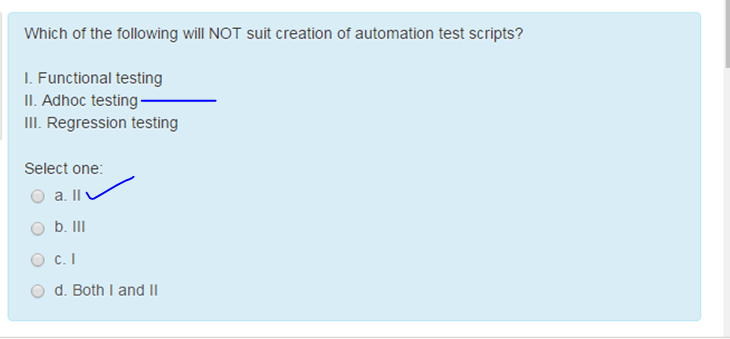 Which of the following will NOT suit creation of automation test scripts?
I. Functional testing
II. Adhoc testing
III. Regression testing
Select one:
a. II
b. III
c. I
d. Both I and II